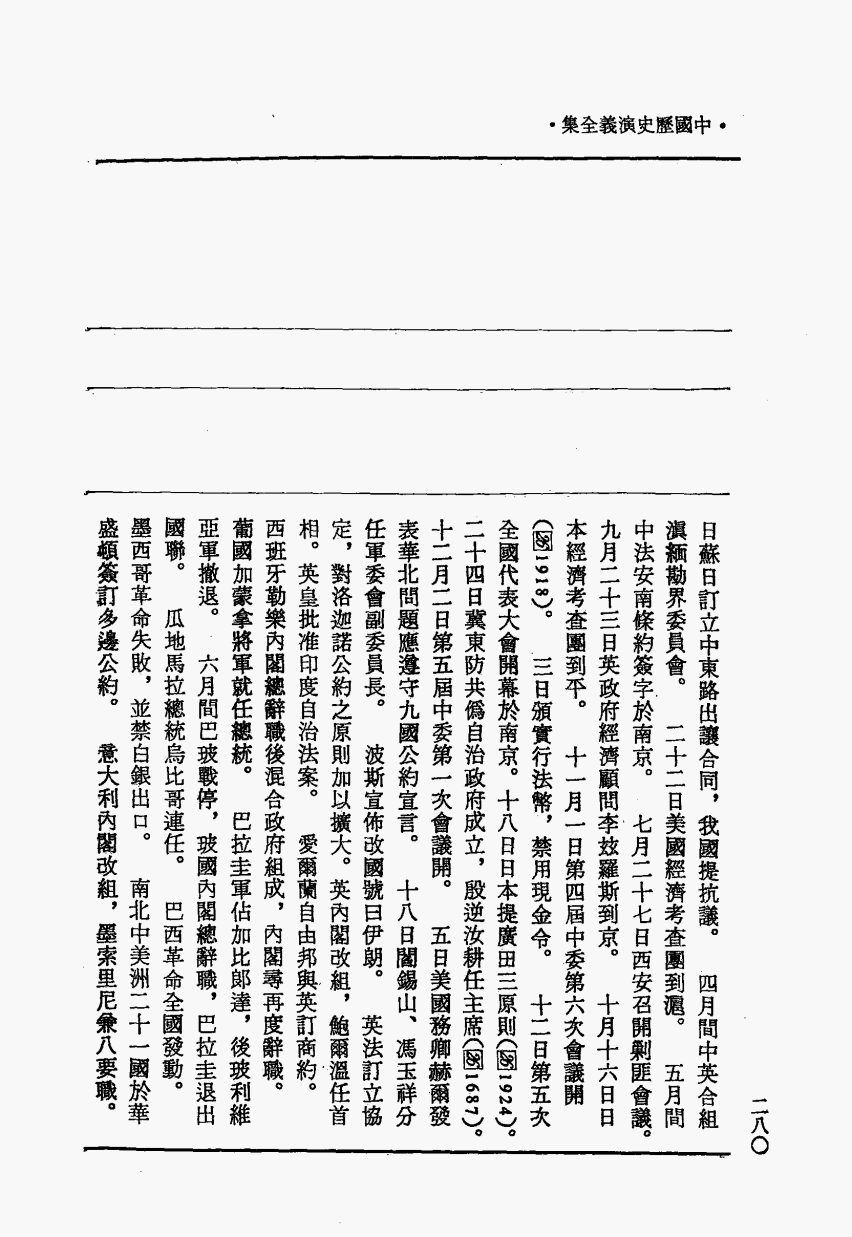 •中國歷史演義全集•
日蘇日訂立中東路出讓合同，我國提抗議。　四月間中英合組
滇緬勘界委員會。　二十二日美國經濟考查團到滬。　五月間
中法安南條約簽字於南京。　七月二十七日西安召開剿匪會議。
九月二十三日英政府經濟顧問李玆羅斯到京。　十月十六日日
本經濟考查團到平。　十一月一日第四屆中委第六次會議開
(圖1918)。　三日頒實行法幣，禁用現金令。　十二日第五次
全國代表大會開幕於南京。十八日日本提廣田三原則(圖1924)。
二十四日冀東防共僞自治政府成立，殷逆汝耕任主席(圖1687)。
十二月二日第五屆中委第一次會議開。　五日美國務卿赫爾發
表華北問題應遵守九國公約宣言。　十八日閻錫山、馮玉祥分
任軍委會副委員長。　波斯宣佈改國號曰伊朗。　英法訂立協
定，對洛迦諾公約之原則加以擴大。英內閣改組，鮑爾溫任首
相。英皇批准印度自治法案。　愛爾蘭自由邦與英訂商約。
西班牙勒樂內閣總辭職後混合政府組成，內閣尋再度辭職。
葡國加蒙拿將軍就任總統。　巴拉圭軍佔加比郎達，後玻利維
亞軍撤退。　六月間巴玻戰停，玻國內閣總辭職，巴拉圭退出
國聯。　瓜地馬拉總統烏比哥連任。　巴西革命全國發動。
墨西哥革命失敗，並禁白銀出口。　南北中美洲二十一國於華
盛頓簽訂多邊公約。　意大利內閣改組，墨索里尼兼八要職。
二八〇